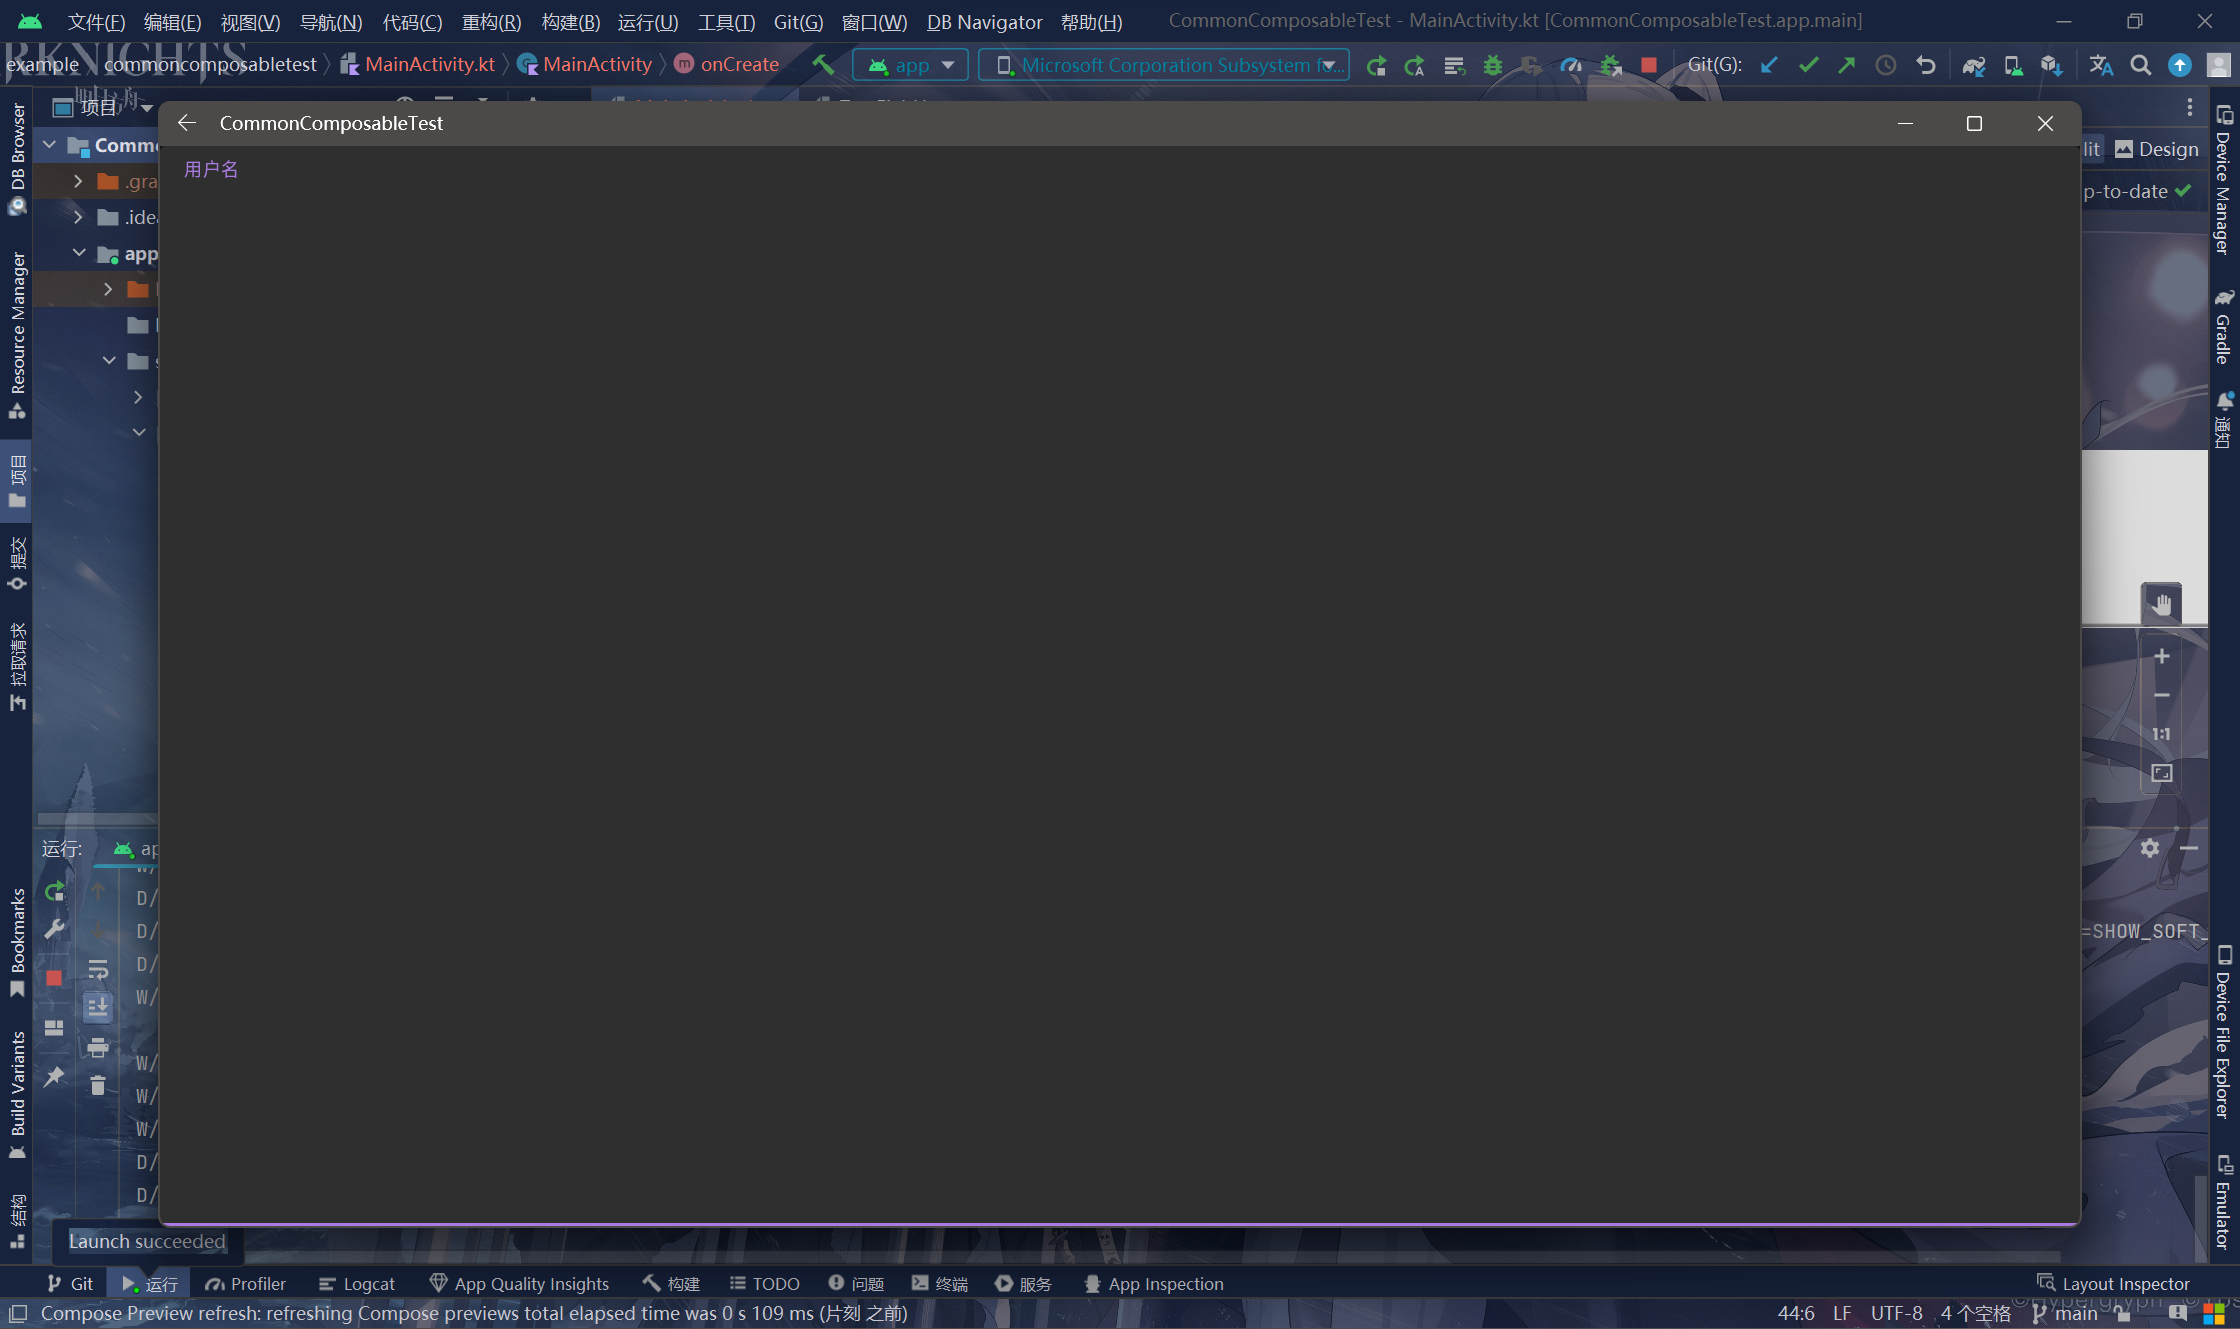 文件(F) 编辑(E) 视图(V) 导航(N) 代码(C) 重构(R) 构建(B) 运行(U) 工具(T) Git(G) 窗口(W) DB Navigator 帮助(H) CommonComposableTest - MainActivity.kt [CommonComposableTest.app.main]
example commoncomposabletest MainActivity.kt MainActivity onCreate app Microsoft Corporation Subsystem fo... Git(G):
项目
CommonComposableTest
Comm
lit Design
用户名
.gra
p-to-date
.idea
app
DB Browser
Resource Manager
项目
提交
拉取请求
Bookmarks
Build Variants
结构
Device Manager
Gradle
通知
Device File Explorer
Emulator
1:1
运行: ap
W/
D/
D/
=SHOW_SOFT_
D/
W/
W/
W/
W/
D/
D/
Launch succeeded
Git 运行 Profiler Logcat App Quality Insights 构建 TODO 问题 终端 服务 App Inspection Layout Inspector
Compose Preview refresh: refreshing Compose previews total elapsed time was 0 s 109 ms (片刻 之前) 44:6 LF UTF-8 4 个空格 main